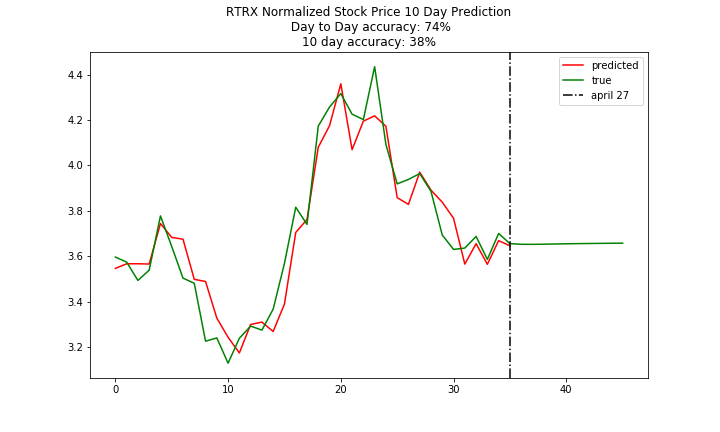 RTRX Normalized Stock Price 10 Day Prediction
Day to Day accuracy: 74%
10 day accuracy: 38%
predicted
true
april 27
4.4
4.2
4.0
3.8
3.6
3.4
3.2
0 10 20 30 40